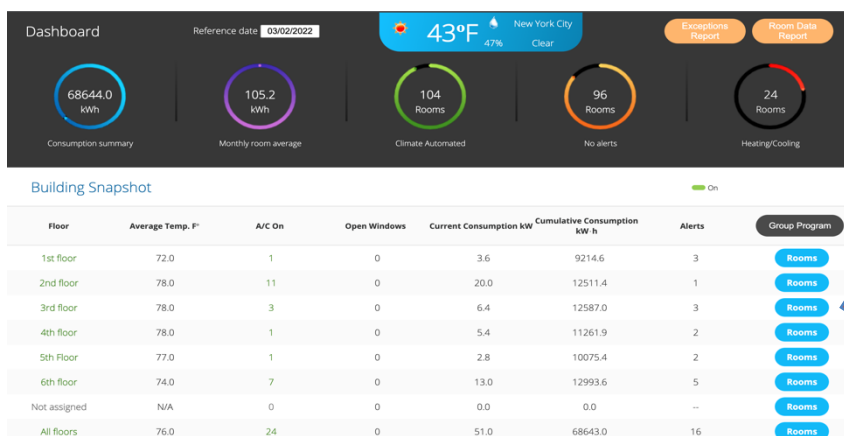 Dashboard
Reference date 03/02/2022
43°F
47%
New York City
Clear
Exceptions
Report
Room Data
Report
68644.0
kWh
Consumption summary
105.2
kWh
Monthly room average
104
Rooms
Climate Automated
96
Rooms
No alerts
24
Rooms
Heating/Cooling
Building Snapshot
On
Floor Average Temp. F° A/C On Open Windows Current Consumption kW Cumulative Consumption kW·h Alerts Group Program
1st floor 72.0 1 0 3.6 9214.6 3 Rooms
2nd floor 78.0 11 0 20.0 12511.4 1 Rooms
3rd floor 78.0 3 0 6.4 12587.0 3 Rooms
4th floor 78.0 1 0 5.4 11261.9 2 Rooms
5th Floor 77.0 1 0 2.8 10075.4 2 Rooms
6th floor 74.0 7 0 13.0 12993.6 5 Rooms
Not assigned N/A 0 0 0.0 0.0 -- Rooms
All floors 76.0 24 0 51.0 68643.0 16 Rooms